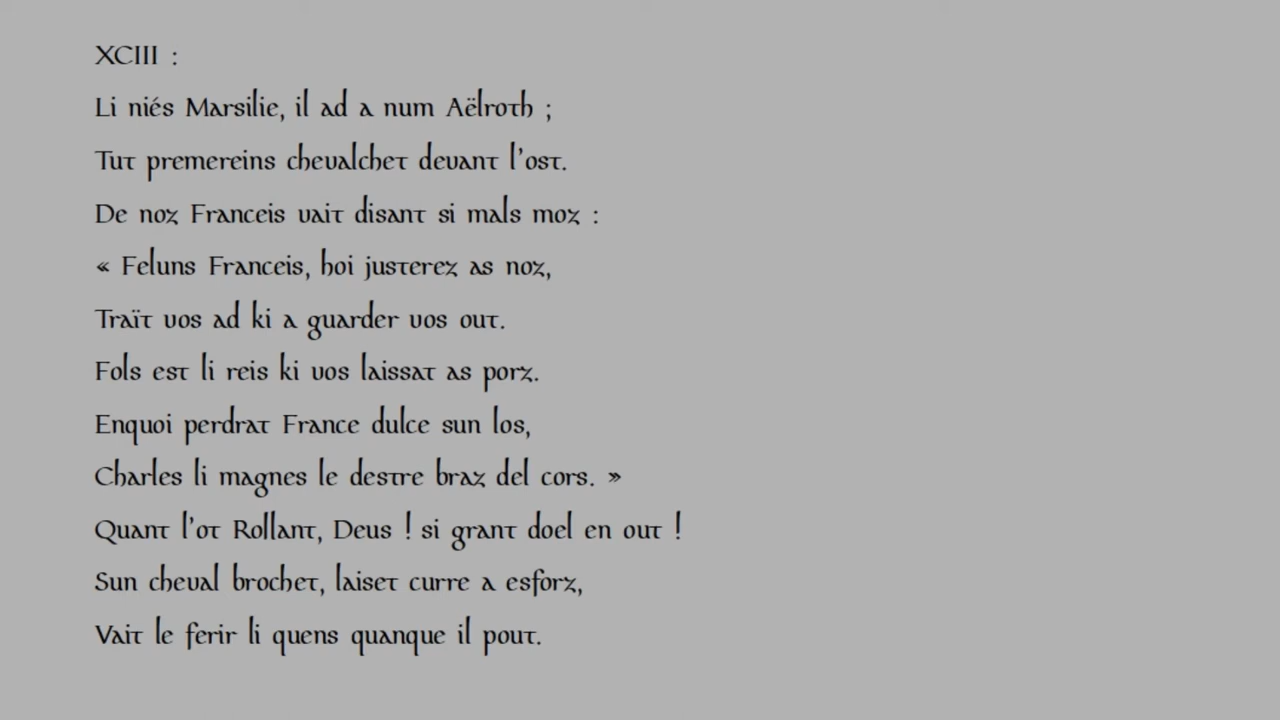 XCIII :
Li niés Marsilie, il ad a num Aëlroth ;
Tut premereins chevalchet devant l’ost.
De noz Franceis vait disant si mals moz :
« Feluns Franceis, hoi justerez as noz,
Traït vos ad ki a guarder vos out.
Fols est li reis ki vos laissat as porz.
Enquoi perdrat France dulce sun los,
Charles li magnes le destre braz del cors. »
Quant l’ot Rollant, Deus ! si grant doel en out !
Sun cheval brochet, laiset curre a esforz,
Vait le ferir li quens quanque il pout.